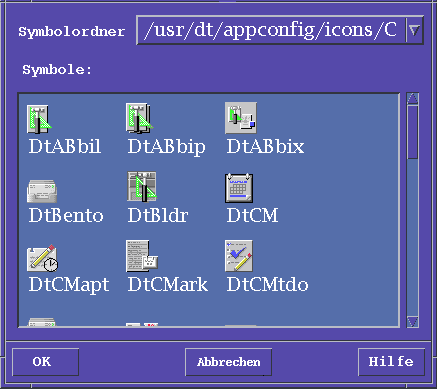 Symbolordner /usr/dt/appconfig/icons/C
Symbole:
DtABbil DtABbip DtABbix
DtBento DtBldr DtCM
DtCMapt DtCMark DtCMtdo
OK Abbrechen Hilfe